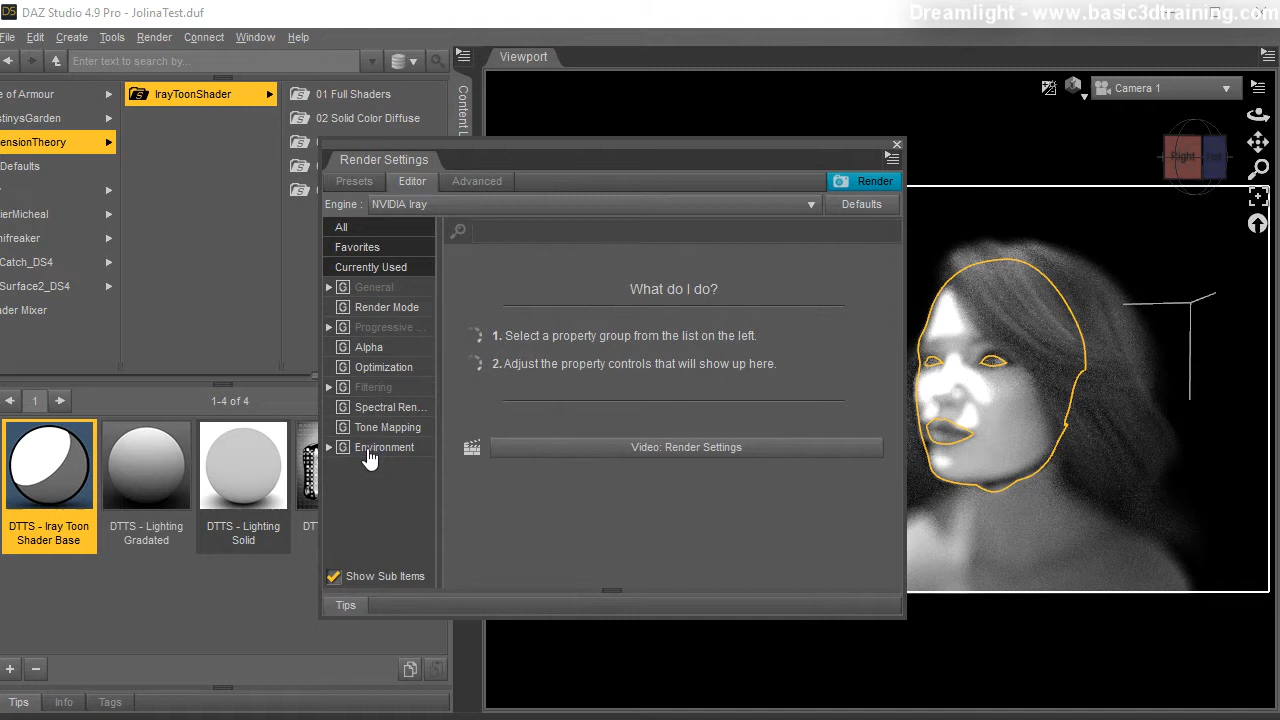 DAZ Studio 4.9 Pro - JolinaTest.duf
Dreamlight - www.basic3dtraining.com
File Edit Create Tools Render Connect Window Help
Enter text to search by...
Viewport
e of Armour
stinysGarden
ensionTheory
Defaults
ierMicheal
nifreaker
Catch_DS4
Surface2_DS4
der Mixer
IrayToonShader
01 Full Shaders
02 Solid Color Diffuse
Content L
Camera 1
Right
Render Settings
Presets Editor Advanced
Render
Engine : NVIDIA Iray
Defaults
All
Favorites
Currently Used
General
Render Mode
Progressive ...
Alpha
Optimization
Filtering
Spectral Ren...
Tone Mapping
Environment
Show Sub Items
What do I do?
1. Select a property group from the list on the left.
2. Adjust the property controls that will show up here.
Video: Render Settings
Tips
1
1-4 of 4
DTTS - Iray Toon
Shader Base
DTTS - Lighting
Gradated
DTTS - Lighting
Solid
DT
Tips Info Tags